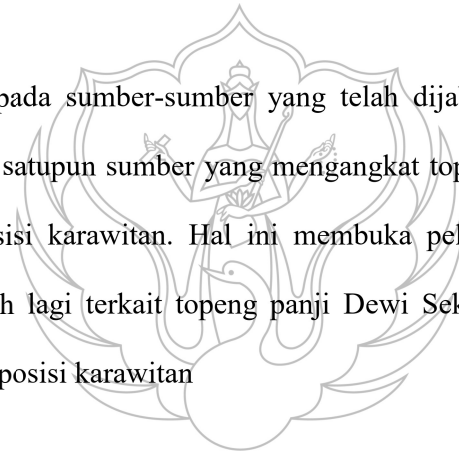 pada sumber-sumber yang telah dija
satupun sumber yang mengangkat top
sisi karawitan. Hal ini membuka pel
h lagi terkait topeng panji Dewi Sek
posisi karawitan